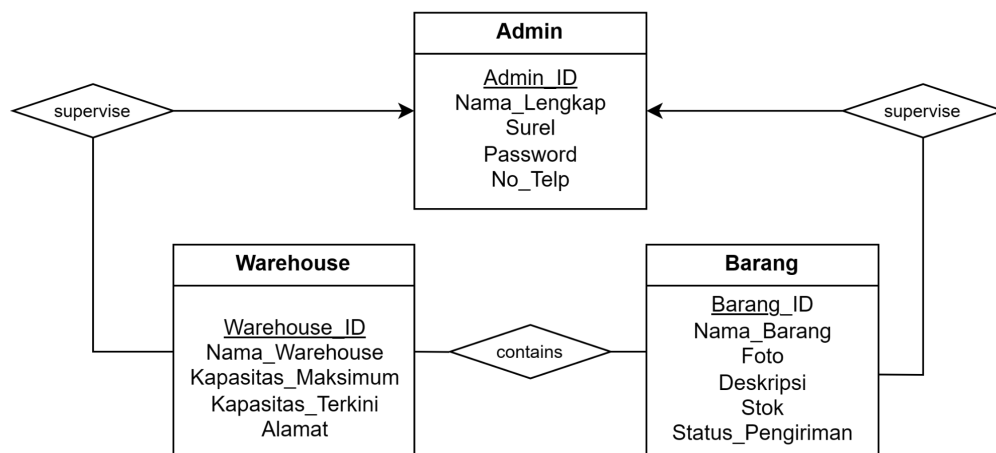 Admin
Admin_ID
Nama_Lengkap
Surel
Password
No_Telp
supervise
supervise
Warehouse
Warehouse_ID
Nama_Warehouse
Kapasitas_Maksimum
Kapasitas_Terkini
Alamat
contains
Barang
Barang_ID
Nama_Barang
Foto
Deskripsi
Stok
Status_Pengiriman